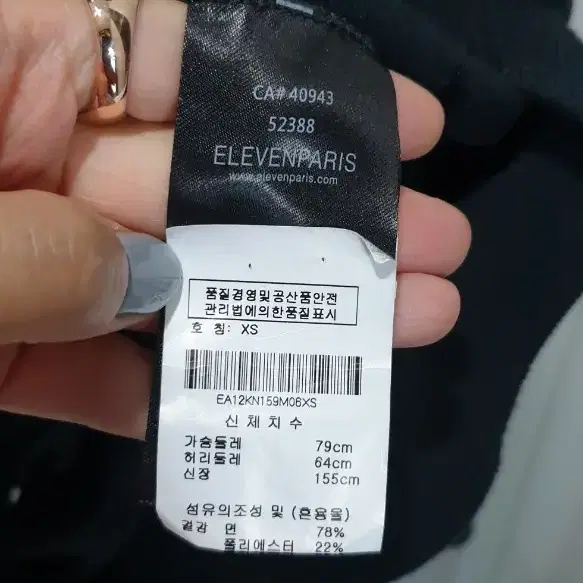 CA# 40943
52388
ELEVENPARIS
www.elevenparis.com
품질경영및공산품안전
관리법에의한품질표시
호 칭: XS
EA12KN159M06XS
신체치수
가슴둘레 79cm
허리둘레 64cm
신장 155cm
섬유의조성 및 (혼용율)
겉감 면 78%
폴리에스터 22%